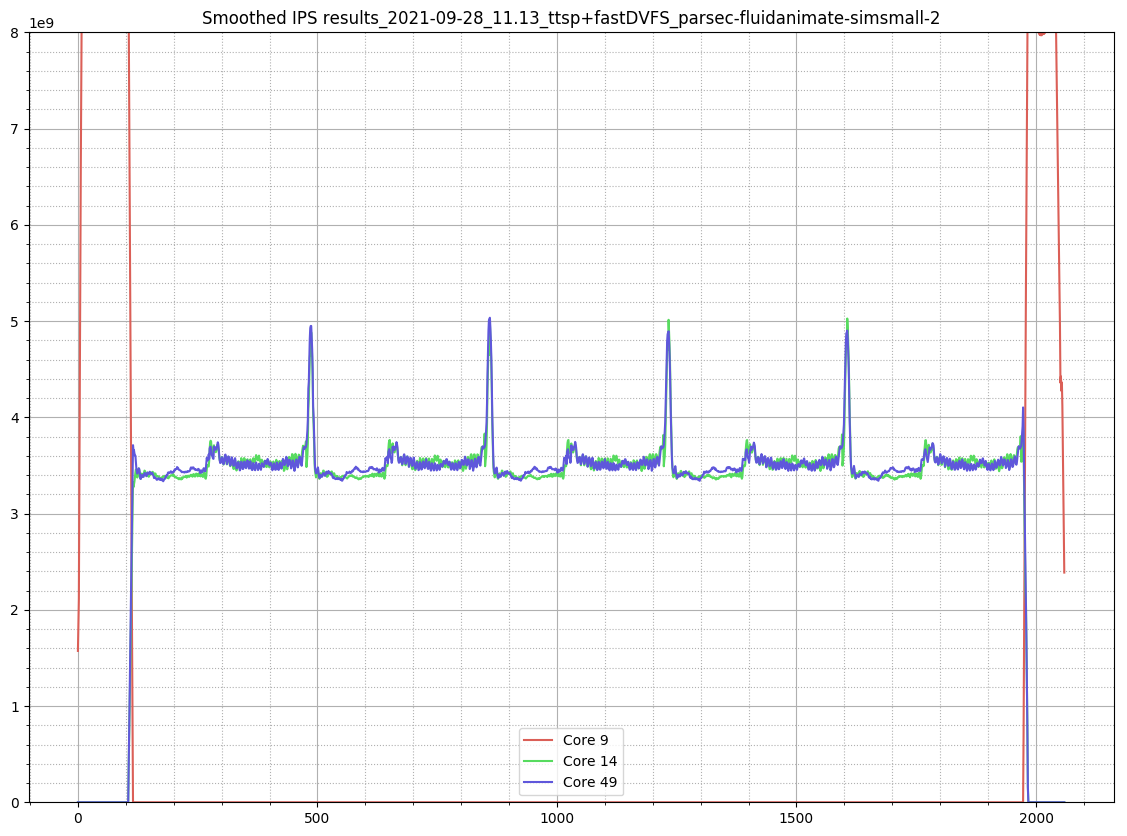 Smoothed IPS results_2021-09-28_11.13_ttsp+fastDVFS_parsec-fluidanimate-simsmall-2
1e9
8
7
6
5
4
3
2
1
0
Core 9
Core 14
Core 49
0 500 1000 1500 2000